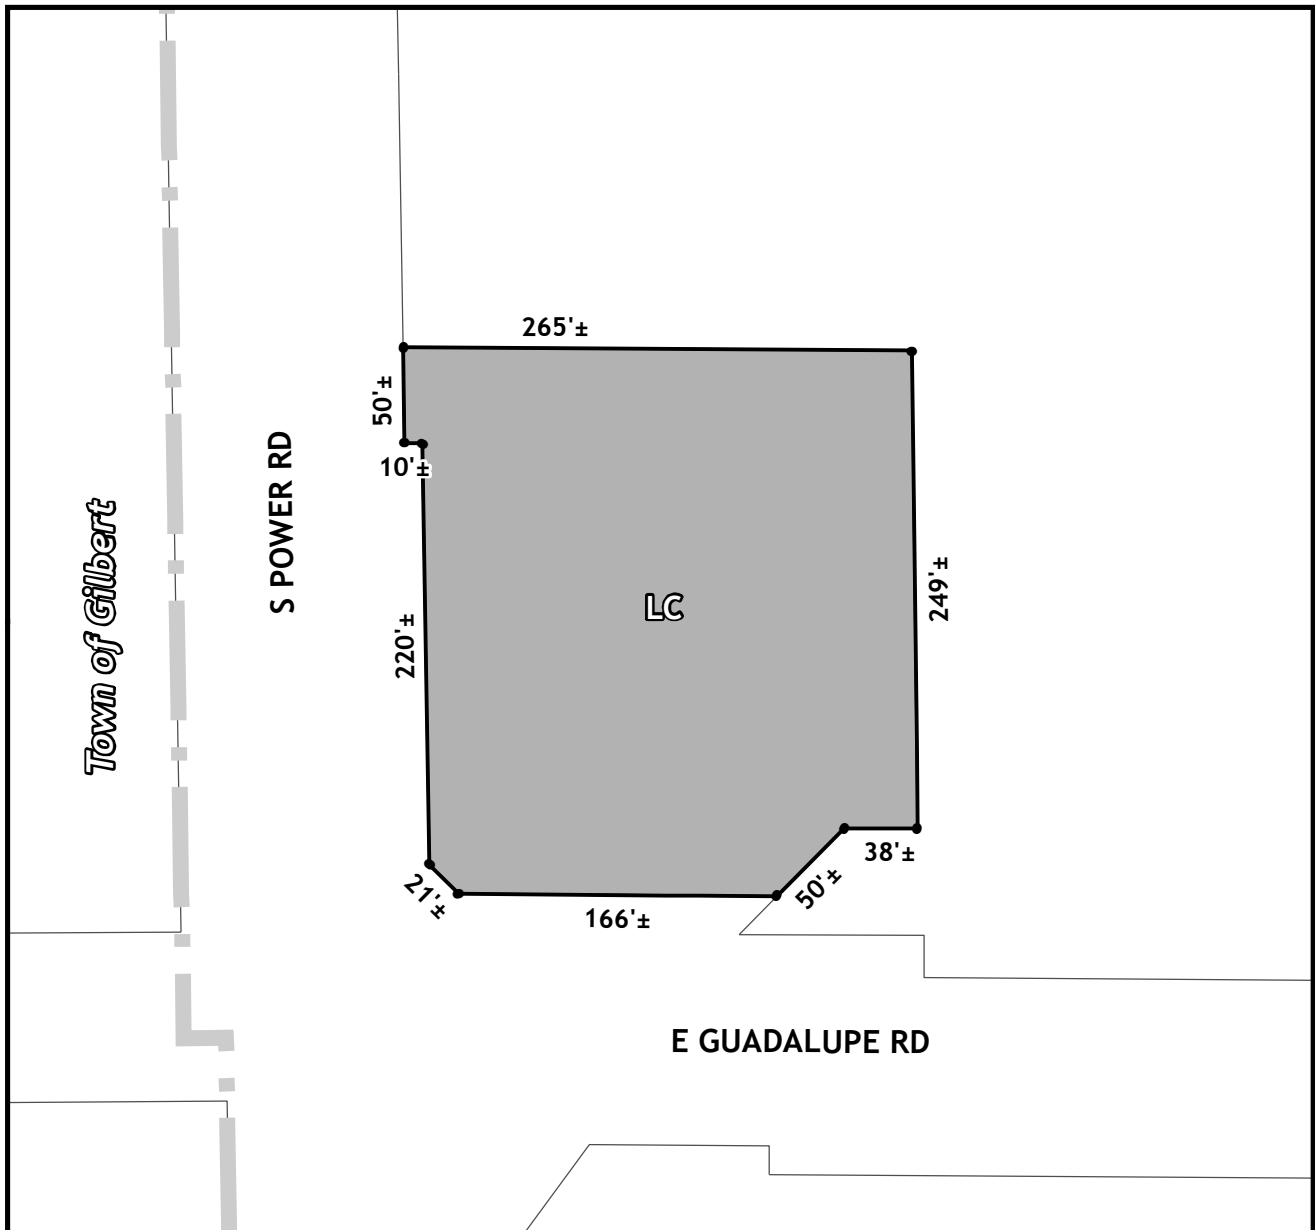 265'±
50'±
10'±
S POWER RD
Town of Gilbert
LC
249'±
220'±
38'±
50'±
21'±
166'±
E GUADALUPE RD